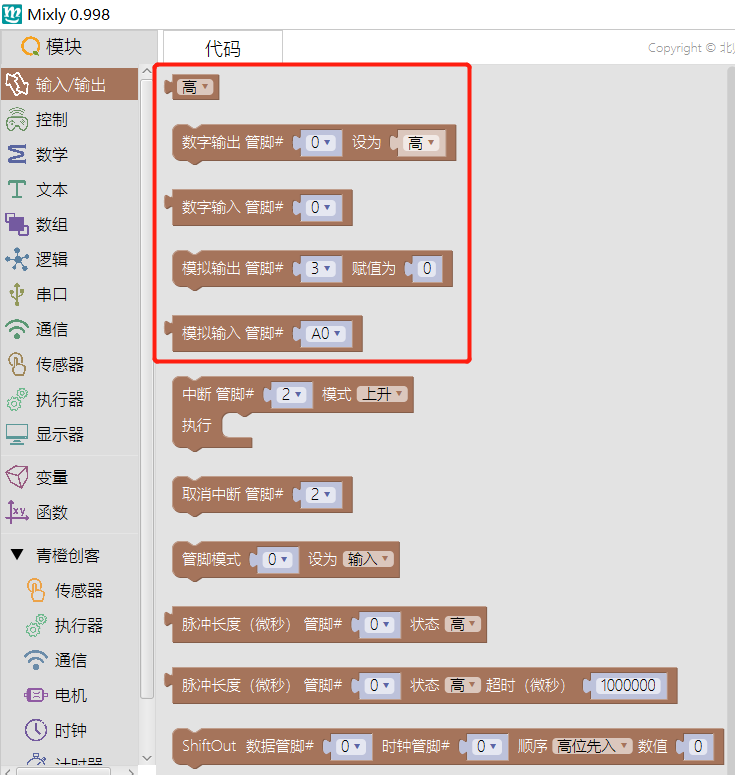 Mixly 0.998
模块
代码
Copyright © 北
输入/输出
控制
数学
文本
数组
逻辑
串口
通信
传感器
执行器
显示器
变量
函数
青橙创客
传感器
执行器
通信
电机
时钟
计时器
高
数字输出 管脚# 0 设为 高
数字输入 管脚# 0
模拟输出 管脚# 3 赋值为 0
模拟输入 管脚# A0
中断 管脚# 2 模式 上升
执行
取消中断 管脚# 2
管脚模式 0 设为 输入
脉冲长度（微秒） 管脚# 0 状态 高
脉冲长度（微秒） 管脚# 0 状态 高 超时（微秒） 1000000
ShiftOut 数据管脚# 0 时钟管脚# 0 顺序 高位先入 数值 0